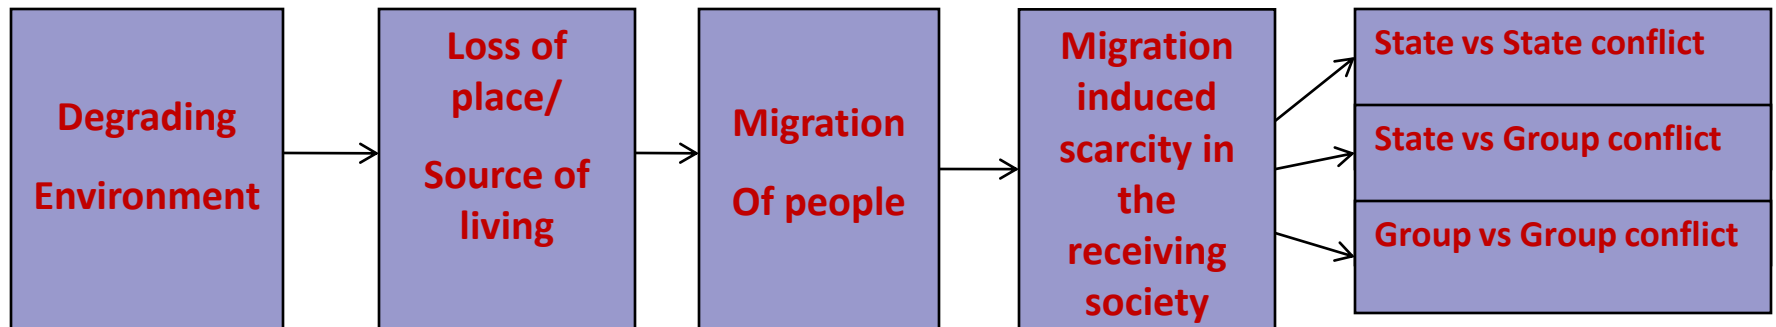 Degrading
Environment
Loss of
place/
Source of
living
Migration
Of people
Migration
induced
scarcity in
the
receiving
society
State vs State conflict
State vs Group conflict
Group vs Group conflict